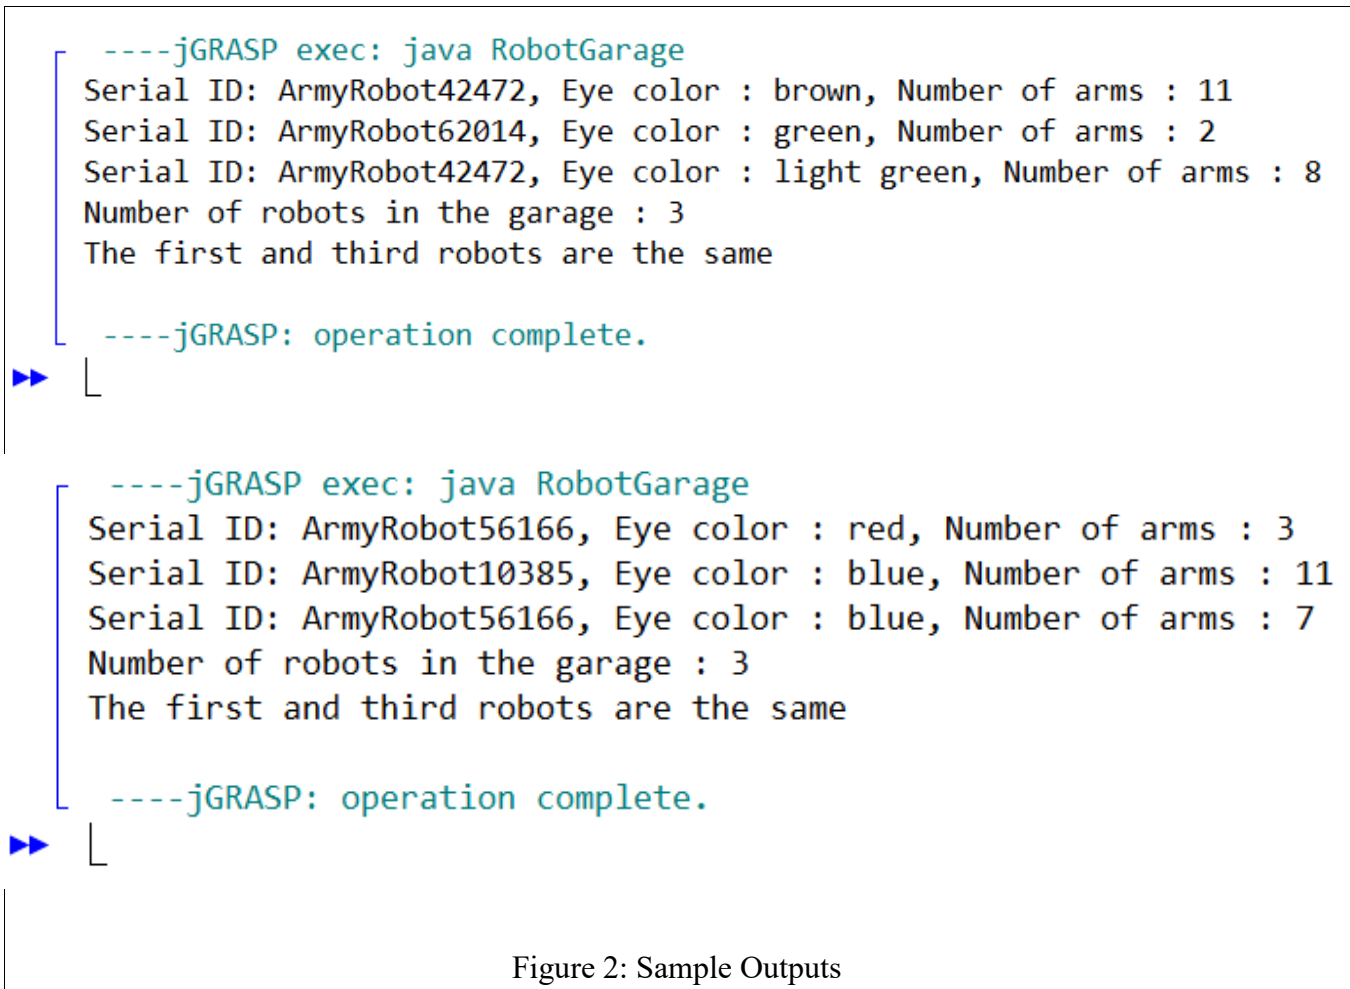 ----jGRASP exec: java RobotGarage
Serial ID: ArmyRobot42472, Eye color : brown, Number of arms : 11
Serial ID: ArmyRobot62014, Eye color : green, Number of arms : 2
Serial ID: ArmyRobot42472, Eye color : light green, Number of arms : 8
Number of robots in the garage : 3
The first and third robots are the same
----jGRASP: operation complete.
----jGRASP exec: java RobotGarage
Serial ID: ArmyRobot56166, Eye color : red, Number of arms : 3
Serial ID: ArmyRobot10385, Eye color : blue, Number of arms : 11
Serial ID: ArmyRobot56166, Eye color : blue, Number of arms : 7
Number of robots in the garage : 3
The first and third robots are the same
----jGRASP: operation complete.
Figure 2: Sample Outputs